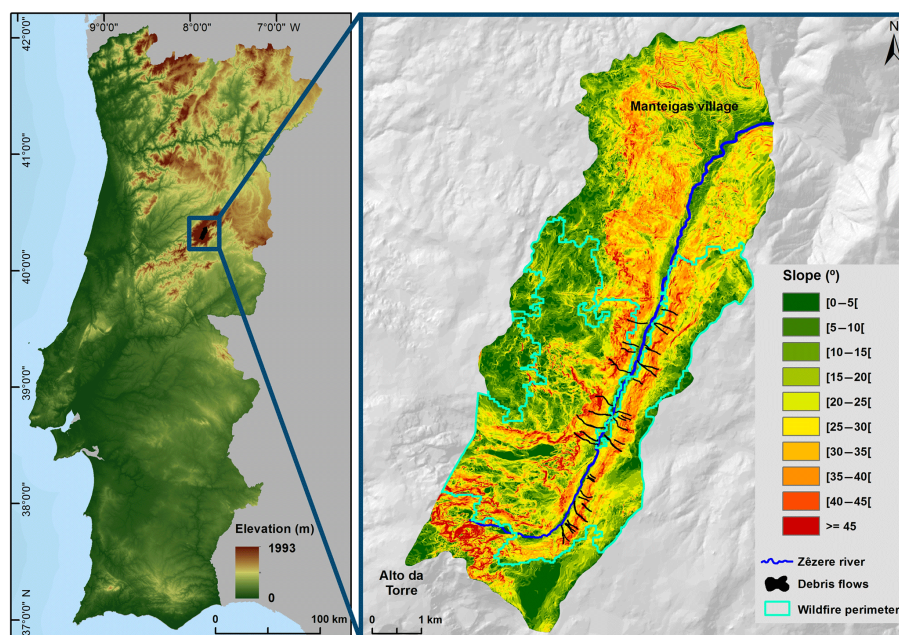 9°0'0" 8°0'0" 7°0'0" W
42°0'0"
41°0'0"
40°0'0"
39°0'0"
38°0'0"
37°0'0" N
Elevation (m)
1993
0
0 100 km
N
Manteigas village
Alto da
Torre
0 1 km
Slope (º)
[0–5[
[5–10[
[10–15[
[15–20[
[20–25[
[25–30[
[30–35[
[35–40[
[40–45[
>= 45
Zêzere river
Debris flows
Wildfire perimeter